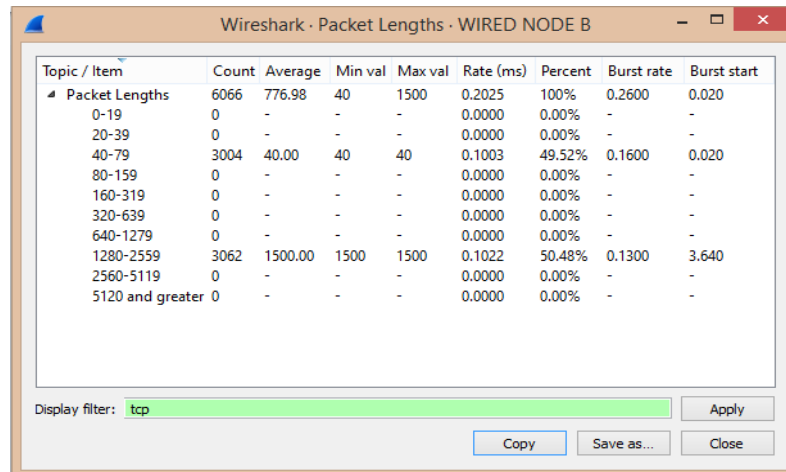 Wireshark · Packet Lengths · WIRED NODE B
Topic / Item Count Average Min val Max val Rate (ms) Percent Burst rate Burst start
Packet Lengths 6066 776.98 40 1500 0.2025 100% 0.2600 0.020
0-19 0 - - - 0.0000 0.00% - -
20-39 0 - - - 0.0000 0.00% - -
40-79 3004 40.00 40 40 0.1003 49.52% 0.1600 0.020
80-159 0 - - - 0.0000 0.00% - -
160-319 0 - - - 0.0000 0.00% - -
320-639 0 - - - 0.0000 0.00% - -
640-1279 0 - - - 0.0000 0.00% - -
1280-2559 3062 1500.00 1500 1500 0.1022 50.48% 0.1300 3.640
2560-5119 0 - - - 0.0000 0.00% - -
5120 and greater 0 - - - 0.0000 0.00% - -
Display filter: tcp Apply
Copy Save as... Close